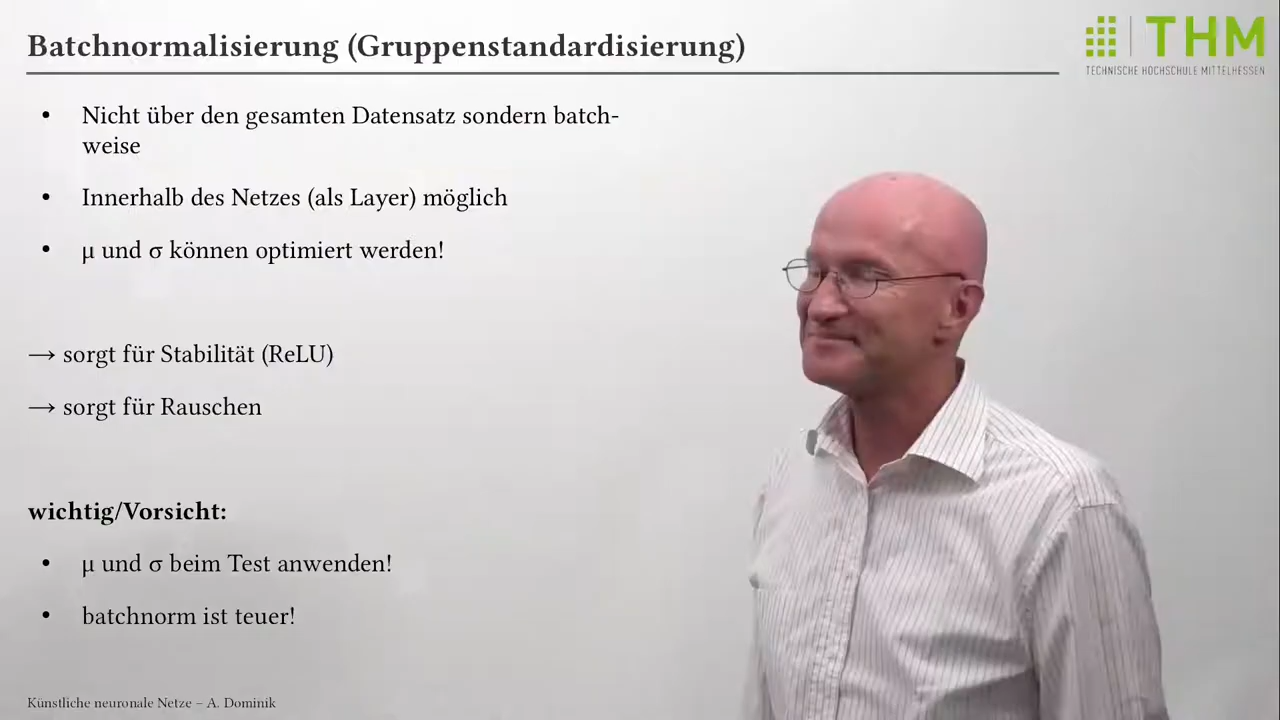 Batchnormalisierung (Gruppenstandardisierung)
THM
TECHNISCHE HOCHSCHULE MITTELHESSEN
• Nicht über den gesamten Datensatz sondern batch-
weise
• Innerhalb des Netzes (als Layer) möglich
• μ und σ können optimiert werden!
→ sorgt für Stabilität (ReLU)
→ sorgt für Rauschen
wichtig/Vorsicht:
• μ und σ beim Test anwenden!
• batchnorm ist teuer!
Künstliche neuronale Netze – A. Dominik